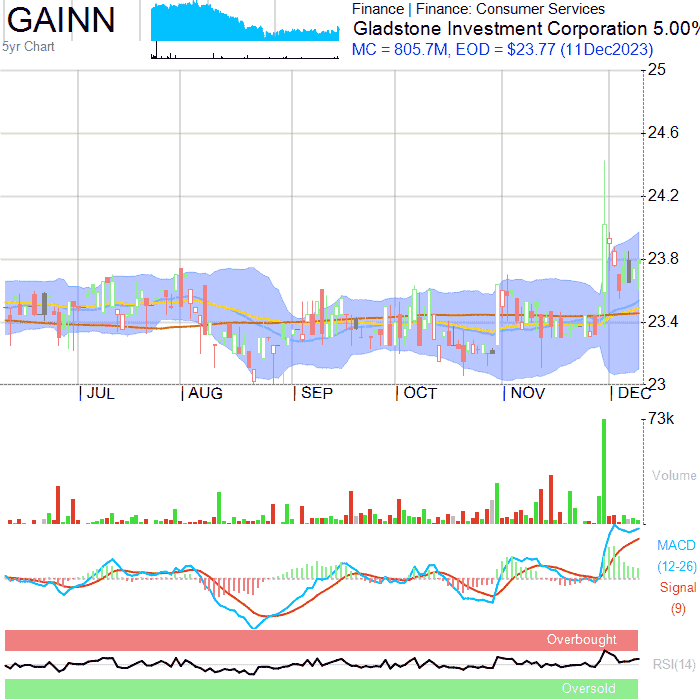 GAINN
5yr Chart
Finance | Finance: Consumer Services
Gladstone Investment Corporation 5.00%
MC = 805.7M, EOD = $23.77 (11Dec2023)
25
24.6
24.2
23.8
23.4
23
JUL AUG SEP OCT NOV DEC
73k
Volume
MACD
(12-26)
Signal
(9)
Overbought
RSI(14)
Oversold